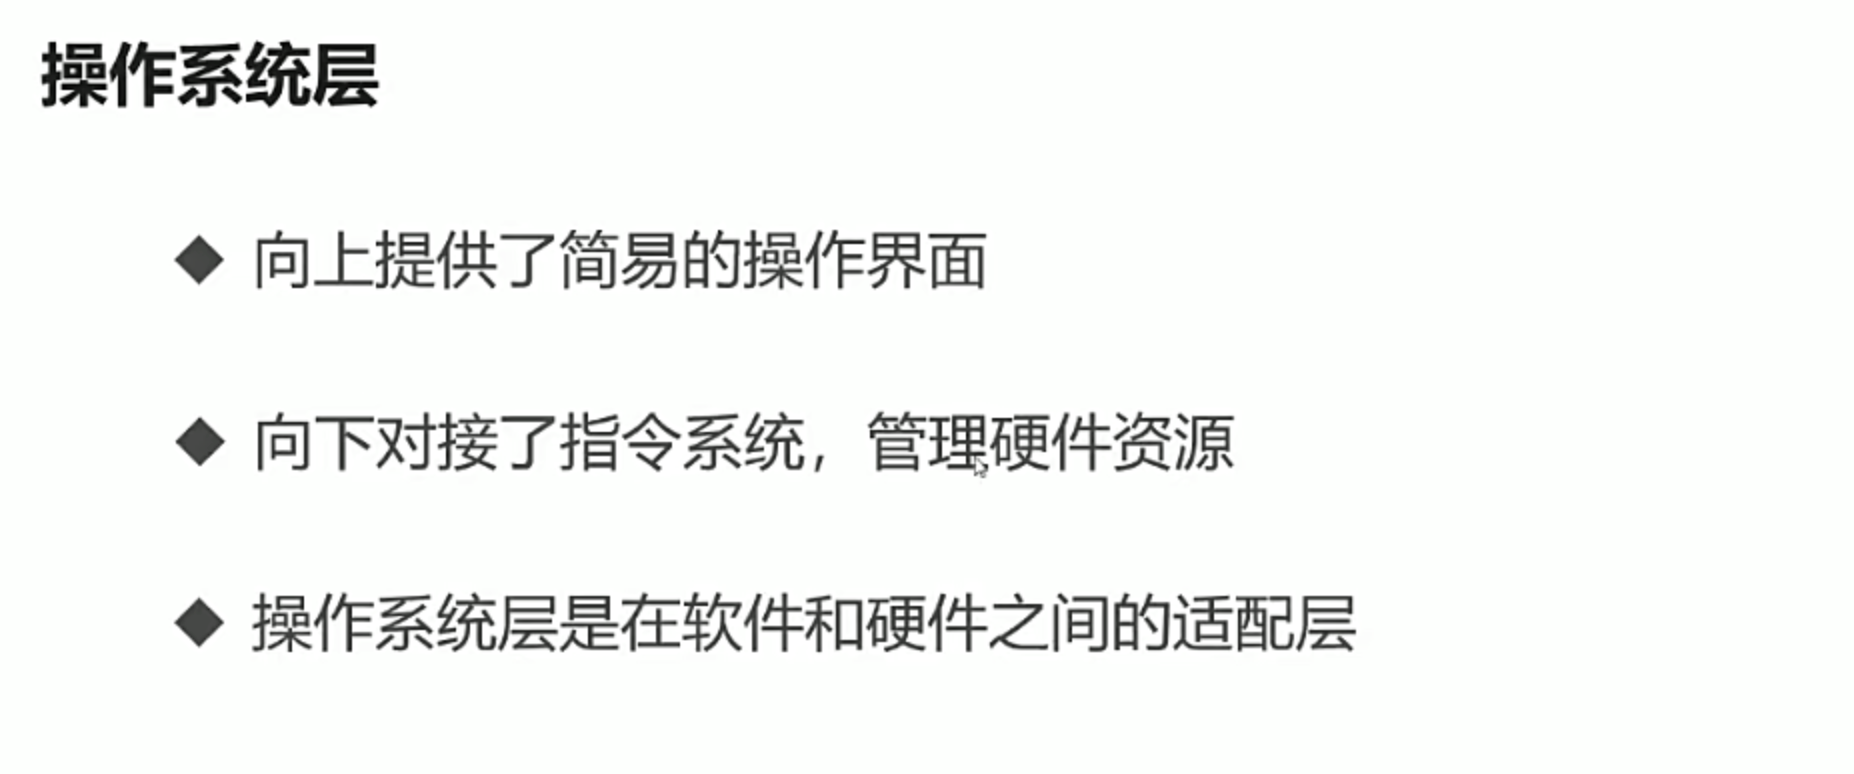 操作系统层
◆ 向上提供了简易的操作界面
◆ 向下对接了指令系统，管理硬件资源
◆ 操作系统层是在软件和硬件之间的适配层